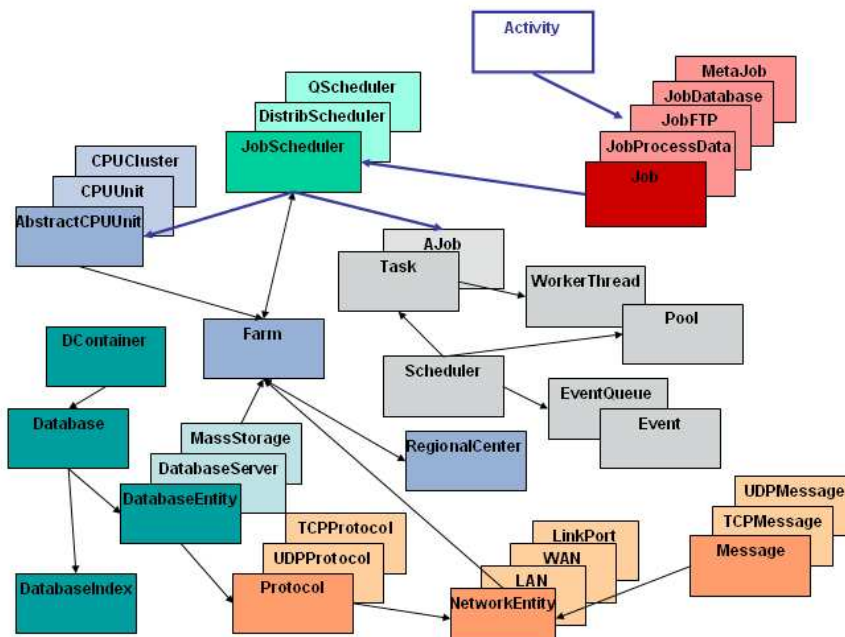 Activity
MetaJob
JobDatabase
JobFTP
JobProcessData
Job
QScheduler
DistribScheduler
JobScheduler
CPUCluster
CPUUnit
AbstractCPUUnit
AJob
Task
WorkerThread
Pool
Scheduler
EventQueue
Event
Farm
DContainer
Database
MassStorage
DatabaseServer
DatabaseEntity
RegionalCenter
DatabaseIndex
TCPProtocol
UDPProtocol
Protocol
LinkPort
WAN
LAN
NetworkEntity
UDPMessage
TCPMessage
Message